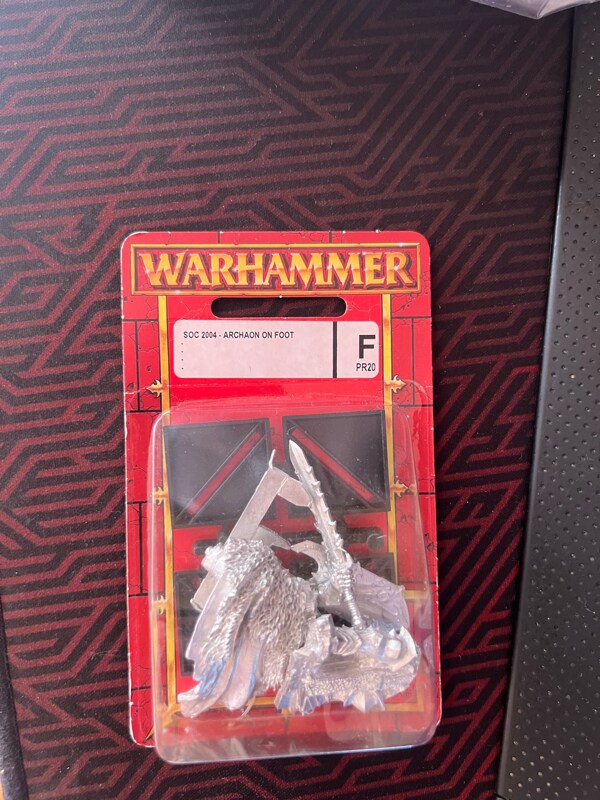 WARHAMMER
SOC 2004 - ARCHAON ON FOOT
:
:
:
F
PR20